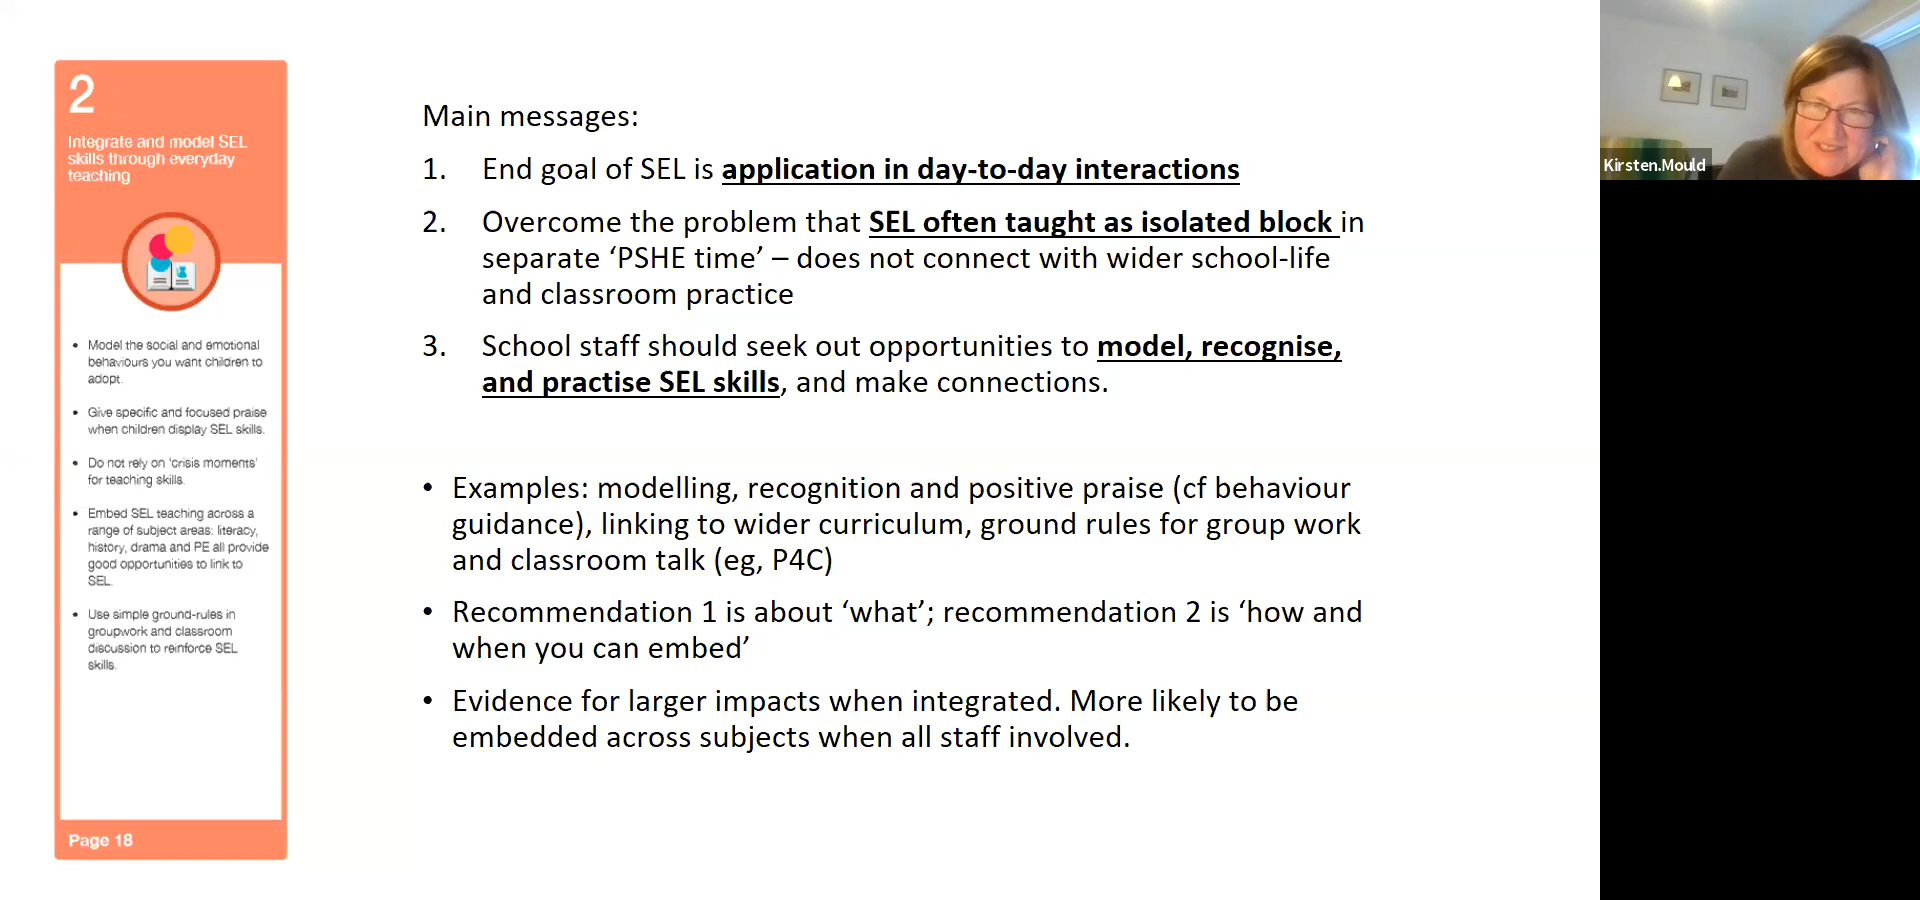 2
Integrate and model SEL
skills through everyday
teaching
• Model the social and emotional
behaviours you want children to
adopt.
• Give specific and focused praise
when children display SEL skills.
• Do not rely on 'crisis moments'
for teaching skills.
• Embed SEL teaching across a
range of subject areas: literacy,
history, drama and PE all provide
good opportunities to link to
SEL.
• Use simple ground-rules in
groupwork and classroom
discussion to reinforce SEL
skills.
Page 18
Main messages:
1. End goal of SEL is application in day-to-day interactions
2. Overcome the problem that SEL often taught as isolated block in
separate ‘PSHE time’ – does not connect with wider school-life
and classroom practice
3. School staff should seek out opportunities to model, recognise,
and practise SEL skills, and make connections.
• Examples: modelling, recognition and positive praise (cf behaviour
guidance), linking to wider curriculum, ground rules for group work
and classroom talk (eg, P4C)
• Recommendation 1 is about ‘what’; recommendation 2 is ‘how and
when you can embed’
• Evidence for larger impacts when integrated. More likely to be
embedded across subjects when all staff involved.
Kirsten.Mould